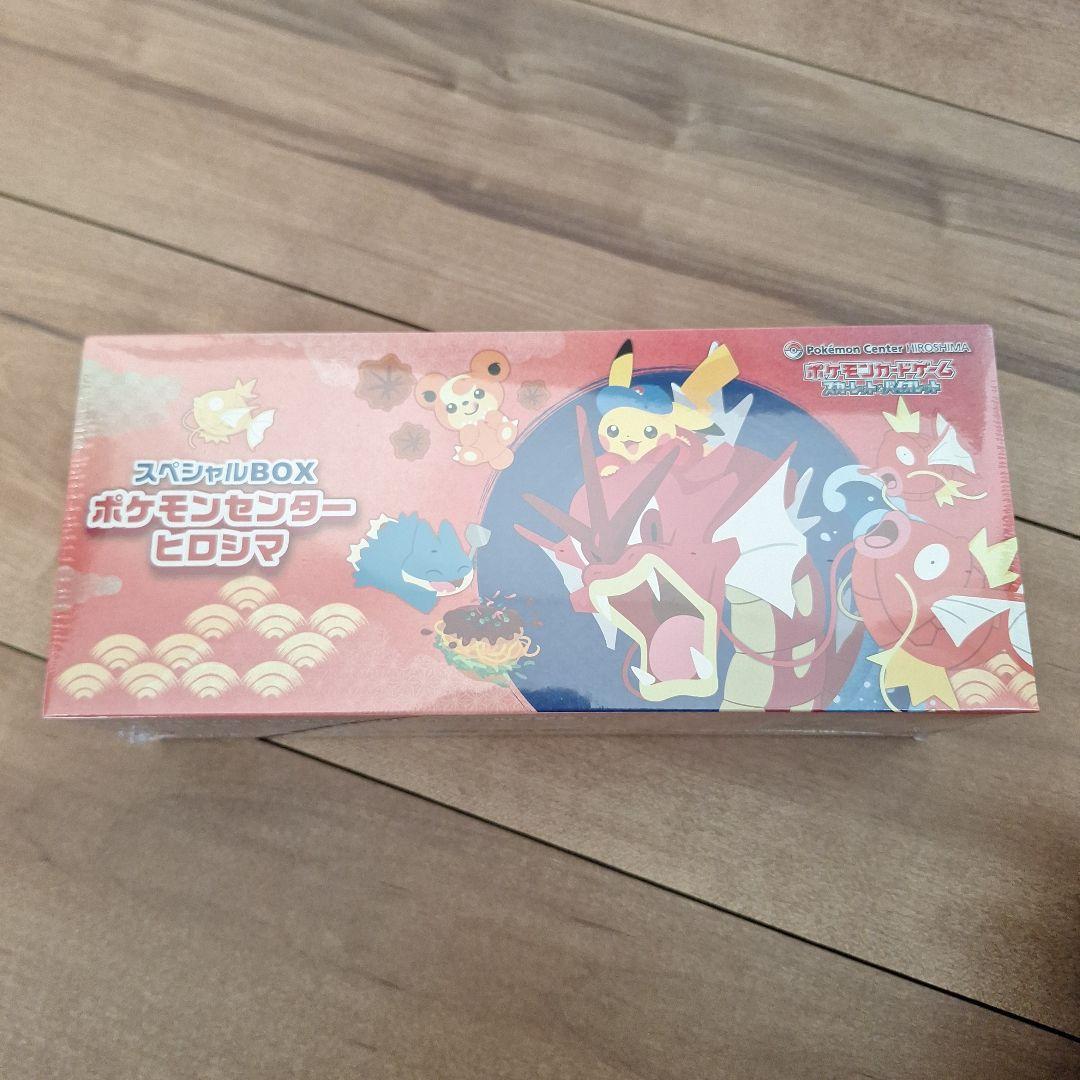 スペシャルBOX
ポケモンセンター
ヒロシマ
Pokémon Center HIROSHIMA
ポケモンカードゲーム
スカーレット&バイオレット